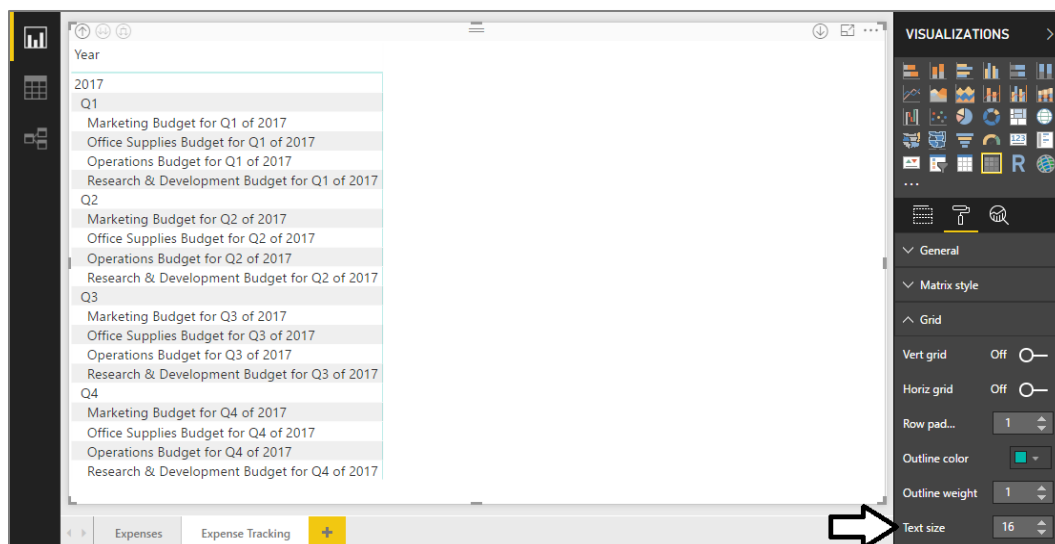 VISUALIZATIONS
Year
2017
Q1
Marketing Budget for Q1 of 2017
Office Supplies Budget for Q1 of 2017
Operations Budget for Q1 of 2017
Research & Development Budget for Q1 of 2017
Q2
Marketing Budget for Q2 of 2017
Office Supplies Budget for Q2 of 2017
Operations Budget for Q2 of 2017
Research & Development Budget for Q2 of 2017
Q3
Marketing Budget for Q3 of 2017
Office Supplies Budget for Q3 of 2017
Operations Budget for Q3 of 2017
Research & Development Budget for Q3 of 2017
Q4
Marketing Budget for Q4 of 2017
Office Supplies Budget for Q4 of 2017
Operations Budget for Q4 of 2017
Research & Development Budget for Q4 of 2017
Expenses
Expense Tracking
+
123
R
...
General
Matrix style
Grid
Vert grid Off
Horiz grid Off
Row pad... 1
Outline color
Outline weight 1
Text size 16